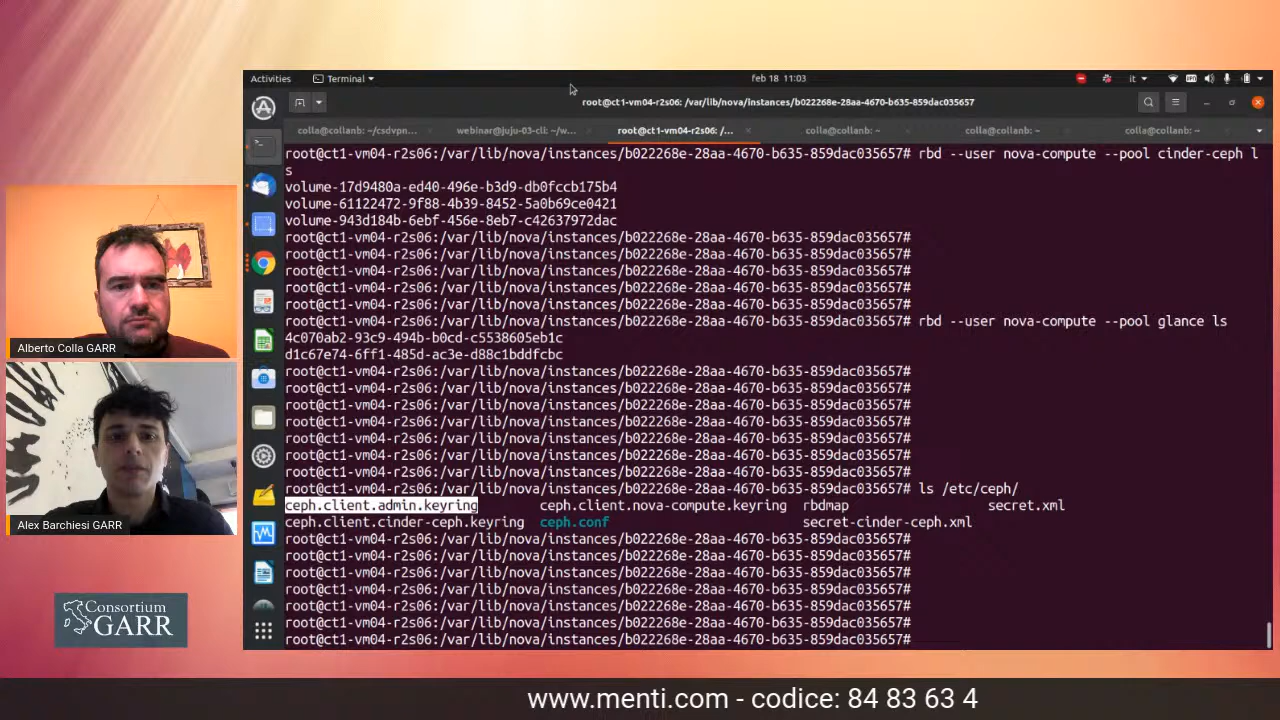 Activities Terminal feb 18 11:03 it
root@ct1-vm04-r2s06: /var/lib/nova/instances/b022268e-28aa-4670-b635-859dac035657
colla@collanb: ~/csdvpn... webinar@juju-03-cli: ~/w... root@ct1-vm04-r2s06: /... colla@collanb: ~ colla@collanb: ~ colla@collanb: ~
root@ct1-vm04-r2s06:/var/lib/nova/instances/b022268e-28aa-4670-b635-859dac035657# rbd --user nova-compute --pool cinder-ceph l
s
volume-17d9480a-ed40-496e-b3d9-db0fccb175b4
volume-61122472-9f88-4b39-8452-5a0b69ce0421
volume-943d184b-6ebf-456e-8eb7-c42637972dac
root@ct1-vm04-r2s06:/var/lib/nova/instances/b022268e-28aa-4670-b635-859dac035657#
root@ct1-vm04-r2s06:/var/lib/nova/instances/b022268e-28aa-4670-b635-859dac035657#
root@ct1-vm04-r2s06:/var/lib/nova/instances/b022268e-28aa-4670-b635-859dac035657#
root@ct1-vm04-r2s06:/var/lib/nova/instances/b022268e-28aa-4670-b635-859dac035657#
root@ct1-vm04-r2s06:/var/lib/nova/instances/b022268e-28aa-4670-b635-859dac035657#
root@ct1-vm04-r2s06:/var/lib/nova/instances/b022268e-28aa-4670-b635-859dac035657# rbd --user nova-compute --pool glance ls
4c070ab2-93c9-494b-b0cd-c5538605eb1c
d1c67e74-6ff1-485d-ac3e-d88c1bddfcbc
root@ct1-vm04-r2s06:/var/lib/nova/instances/b022268e-28aa-4670-b635-859dac035657#
root@ct1-vm04-r2s06:/var/lib/nova/instances/b022268e-28aa-4670-b635-859dac035657#
root@ct1-vm04-r2s06:/var/lib/nova/instances/b022268e-28aa-4670-b635-859dac035657#
root@ct1-vm04-r2s06:/var/lib/nova/instances/b022268e-28aa-4670-b635-859dac035657#
root@ct1-vm04-r2s06:/var/lib/nova/instances/b022268e-28aa-4670-b635-859dac035657#
root@ct1-vm04-r2s06:/var/lib/nova/instances/b022268e-28aa-4670-b635-859dac035657#
root@ct1-vm04-r2s06:/var/lib/nova/instances/b022268e-28aa-4670-b635-859dac035657#
root@ct1-vm04-r2s06:/var/lib/nova/instances/b022268e-28aa-4670-b635-859dac035657# ls /etc/ceph/
ceph.client.admin.keyring ceph.client.nova-compute.keyring rbdmap secret.xml
ceph.client.cinder-ceph.keyring ceph.conf secret-cinder-ceph.xml
root@ct1-vm04-r2s06:/var/lib/nova/instances/b022268e-28aa-4670-b635-859dac035657#
root@ct1-vm04-r2s06:/var/lib/nova/instances/b022268e-28aa-4670-b635-859dac035657#
root@ct1-vm04-r2s06:/var/lib/nova/instances/b022268e-28aa-4670-b635-859dac035657#
root@ct1-vm04-r2s06:/var/lib/nova/instances/b022268e-28aa-4670-b635-859dac035657#
root@ct1-vm04-r2s06:/var/lib/nova/instances/b022268e-28aa-4670-b635-859dac035657#
root@ct1-vm04-r2s06:/var/lib/nova/instances/b022268e-28aa-4670-b635-859dac035657#
root@ct1-vm04-r2s06:/var/lib/nova/instances/b022268e-28aa-4670-b635-859dac035657#
Alberto Colla GARR
Alex Barchiesi GARR
Consortium
GARR
www.menti.com - codice: 84 83 63 4